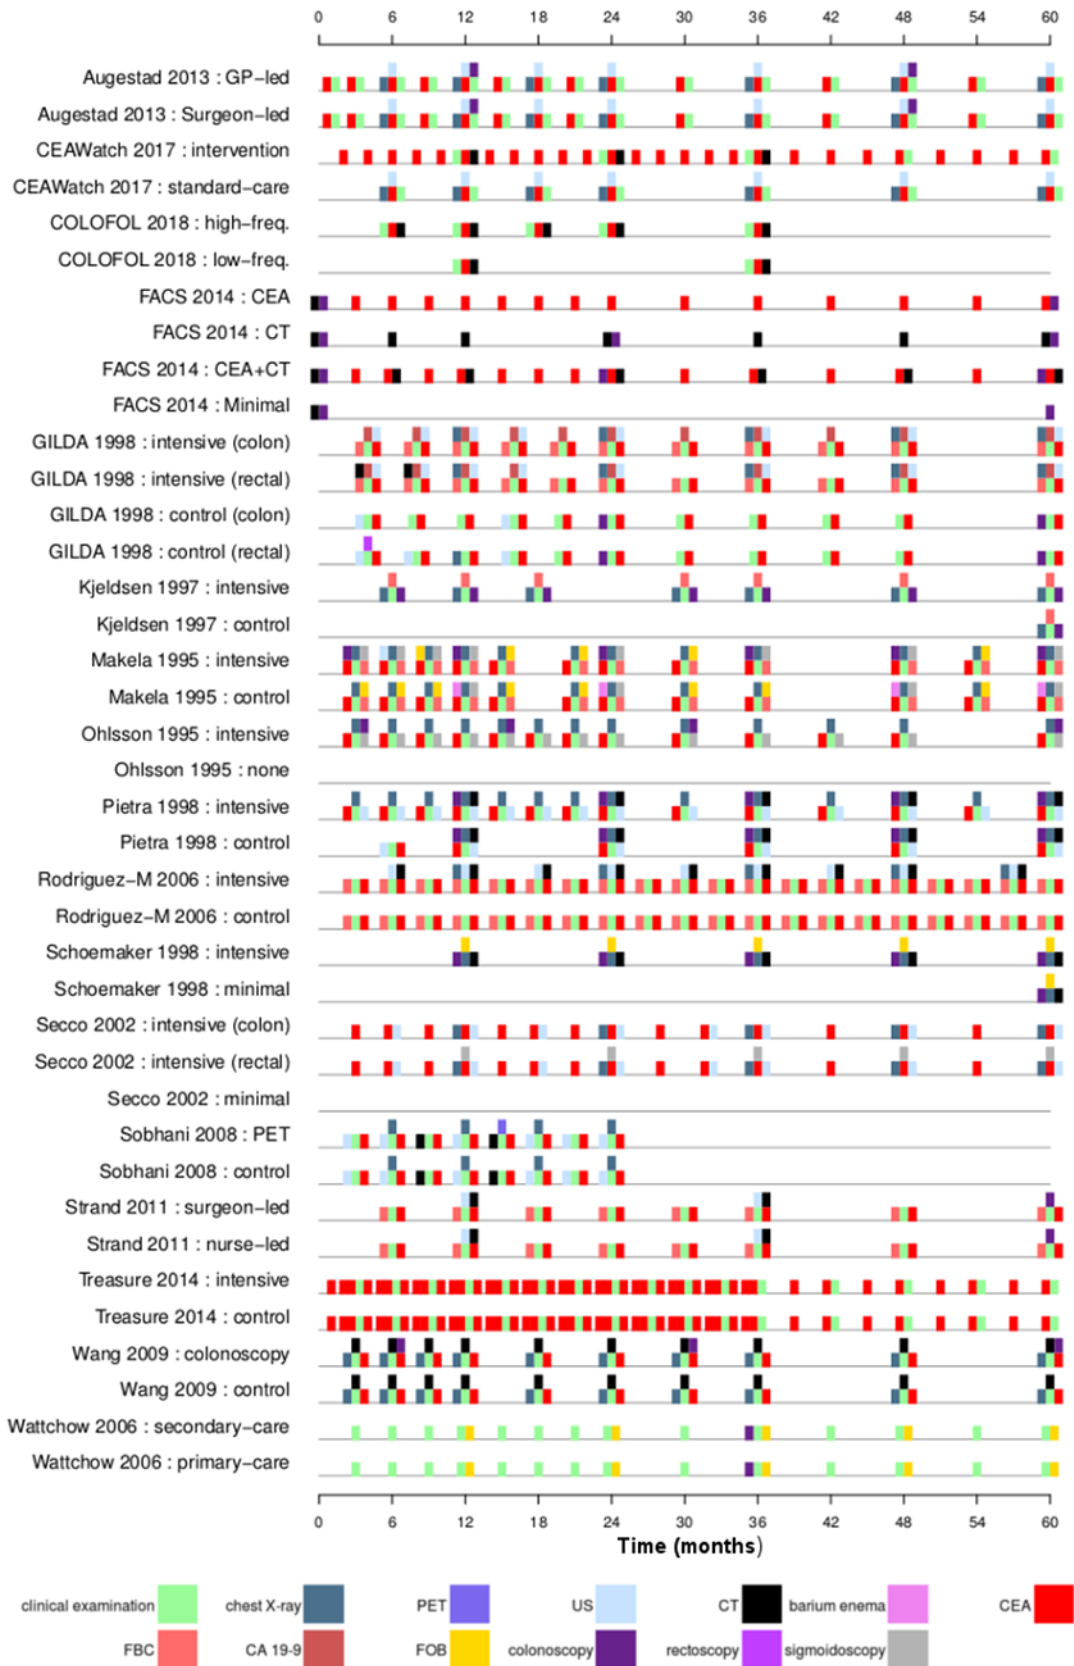 0 6 12 18 24 30 36 42 48 54 60
Augestad 2013 : GP−led
Augestad 2013 : Surgeon−led
CEAWatch 2017 : intervention
CEAWatch 2017 : standard−care
COLOFOL 2018 : high−freq.
COLOFOL 2018 : low−freq.
FACS 2014 : CEA
FACS 2014 : CT
FACS 2014 : CEA+CT
FACS 2014 : Minimal
GILDA 1998 : intensive (colon)
GILDA 1998 : intensive (rectal)
GILDA 1998 : control (colon)
GILDA 1998 : control (rectal)
Kjeldsen 1997 : intensive
Kjeldsen 1997 : control
Makela 1995 : intensive
Makela 1995 : control
Ohlsson 1995 : intensive
Ohlsson 1995 : none
Pietra 1998 : intensive
Pietra 1998 : control
Rodriguez−M 2006 : intensive
Rodriguez−M 2006 : control
Schoemaker 1998 : intensive
Schoemaker 1998 : minimal
Secco 2002 : intensive (colon)
Secco 2002 : intensive (rectal)
Secco 2002 : minimal
Sobhani 2008 : PET
Sobhani 2008 : control
Strand 2011 : surgeon−led
Strand 2011 : nurse−led
Treasure 2014 : intensive
Treasure 2014 : control
Wang 2009 : colonoscopy
Wang 2009 : control
Wattchow 2006 : secondary−care
Wattchow 2006 : primary−care
0 6 12 18 24 30 36 42 48 54 60
Time (months)
clinical examination chest X-ray PET US CT barium enema CEA
FBC CA 19-9 FOB colonoscopy rectoscopy sigmoidoscopy